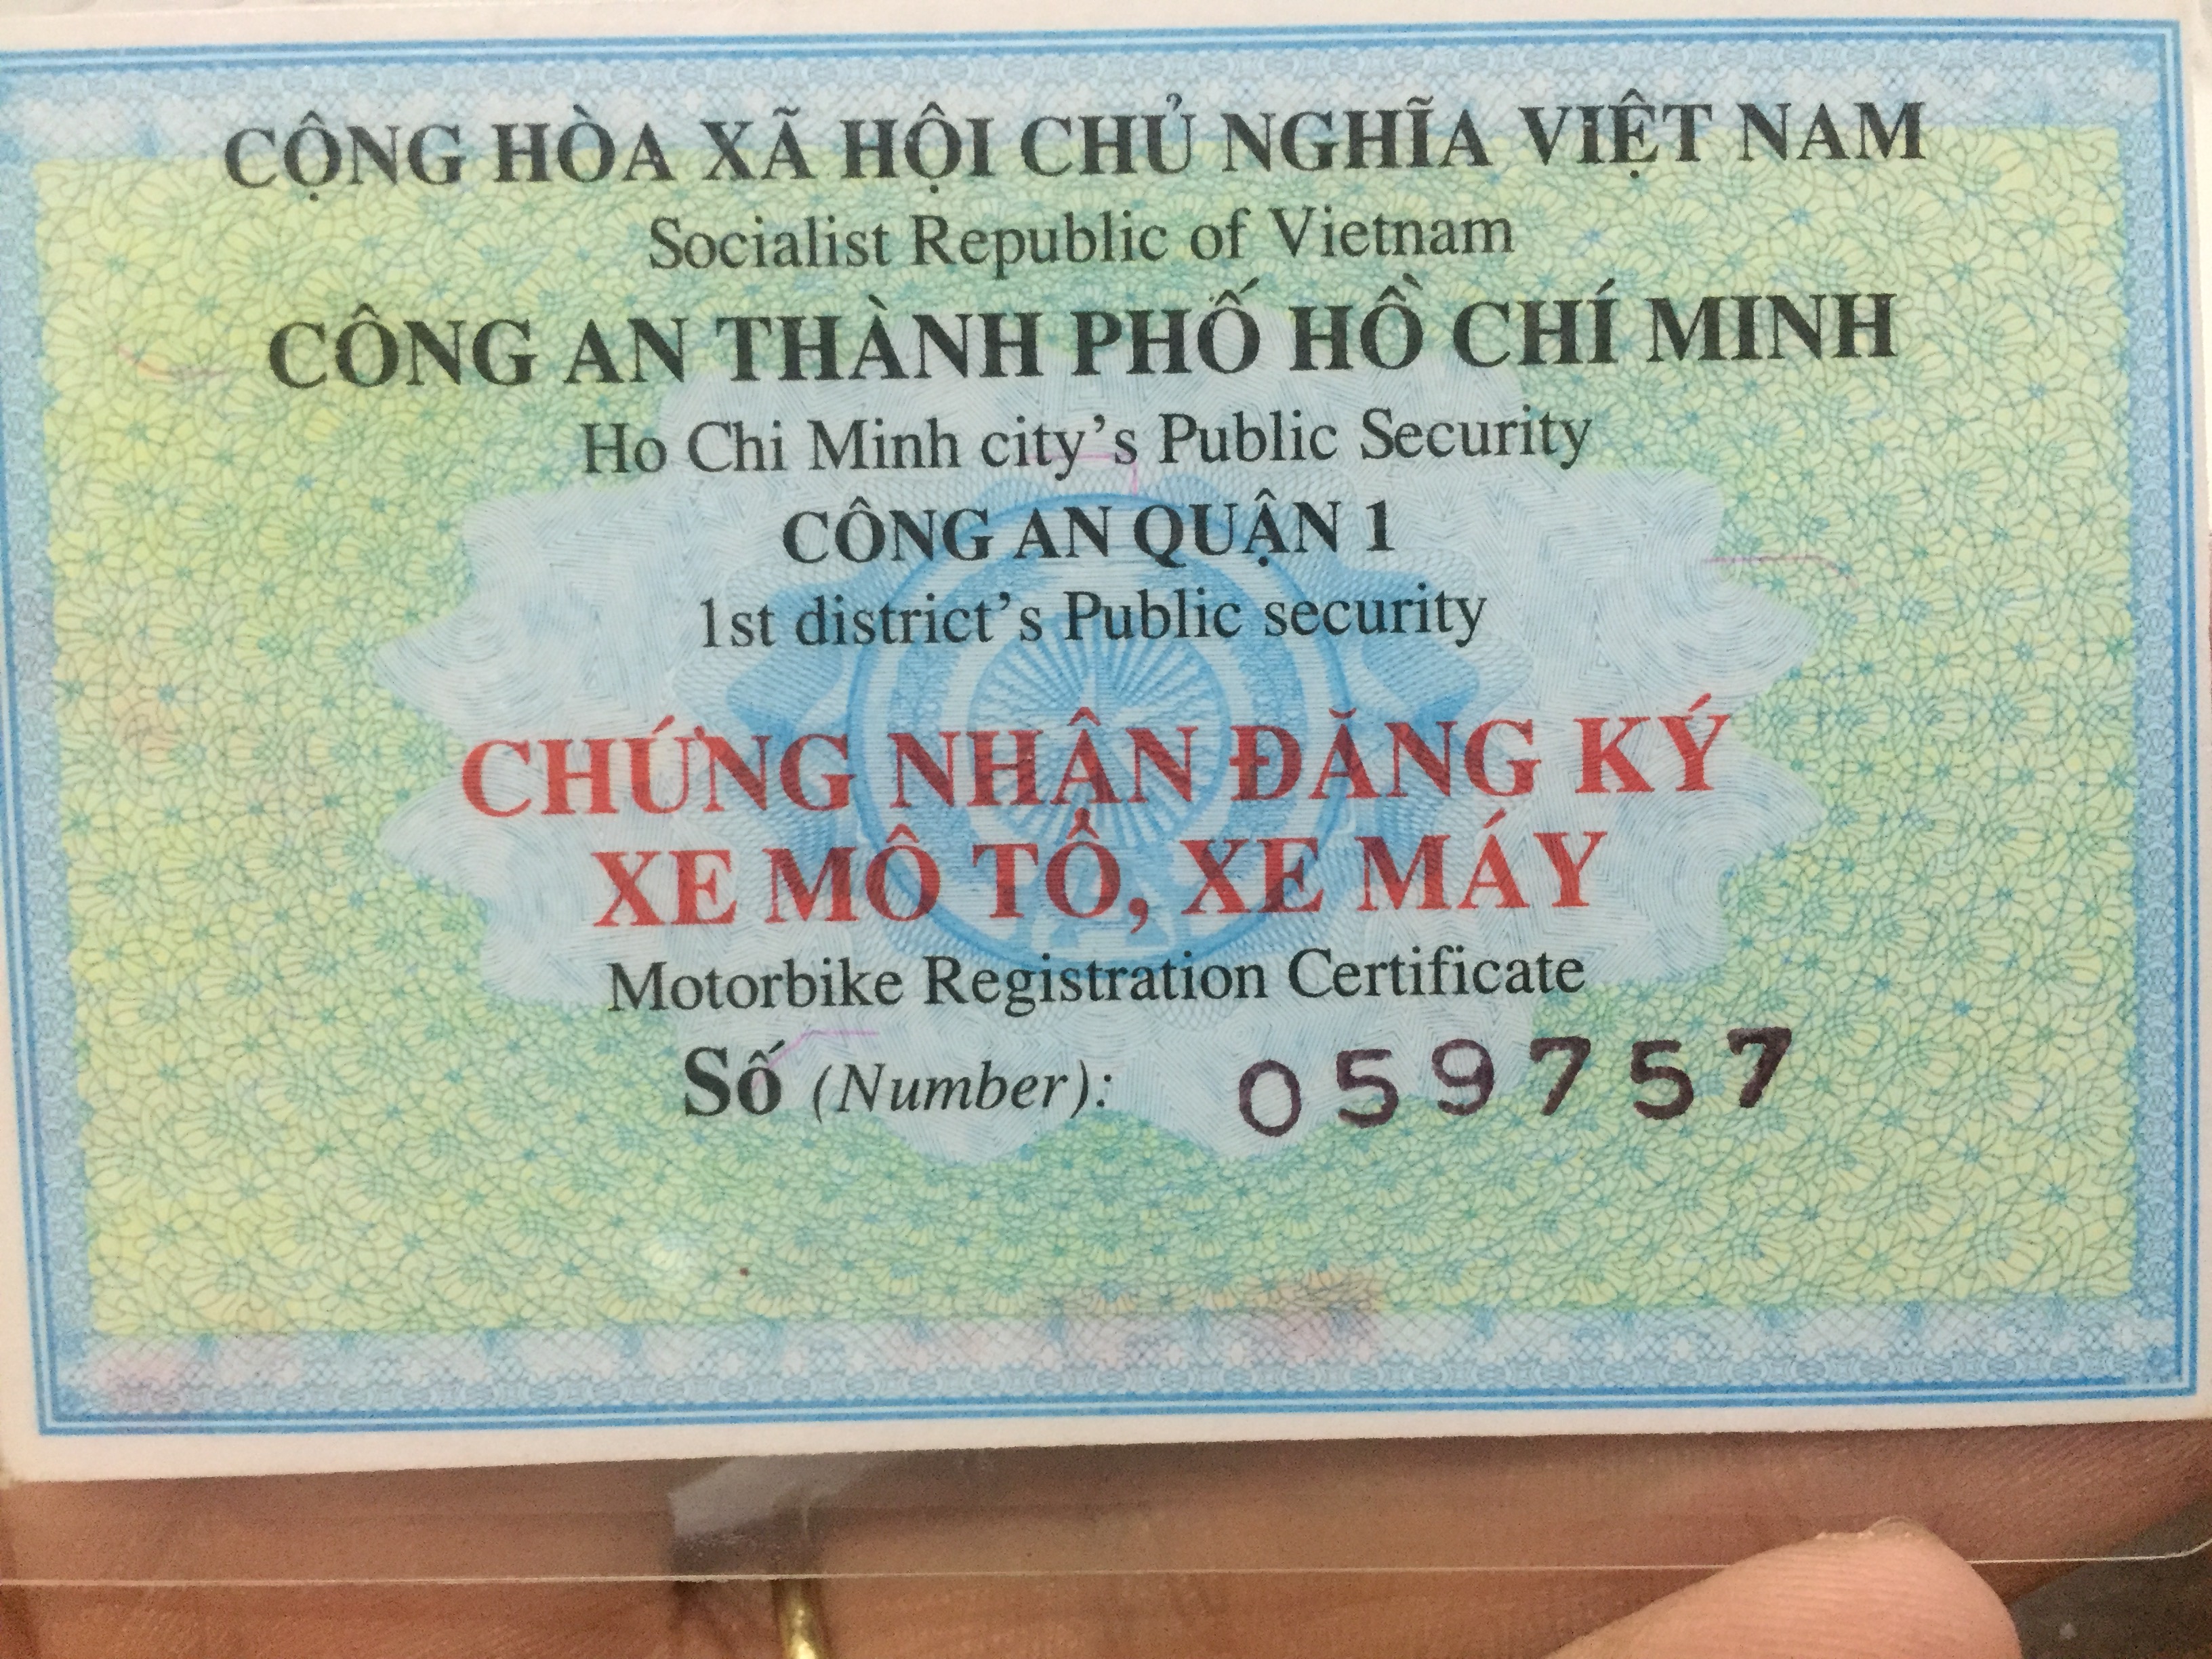 CỘNG HÒA XÃ HỘI CHỦ NGHĨA VIỆT NAM
Socialist Republic of Vietnam
CÔNG AN THÀNH PHỐ HỒ CHÍ MINH
Ho Chi Minh city's Public Security
CÔNG AN QUẬN 1
1st district's Public security
CHỨNG NHẬN ĐĂNG KÝ
XE MÔ TÔ, XE MÁY
Motorbike Registration Certificate
Số (Number): 059757